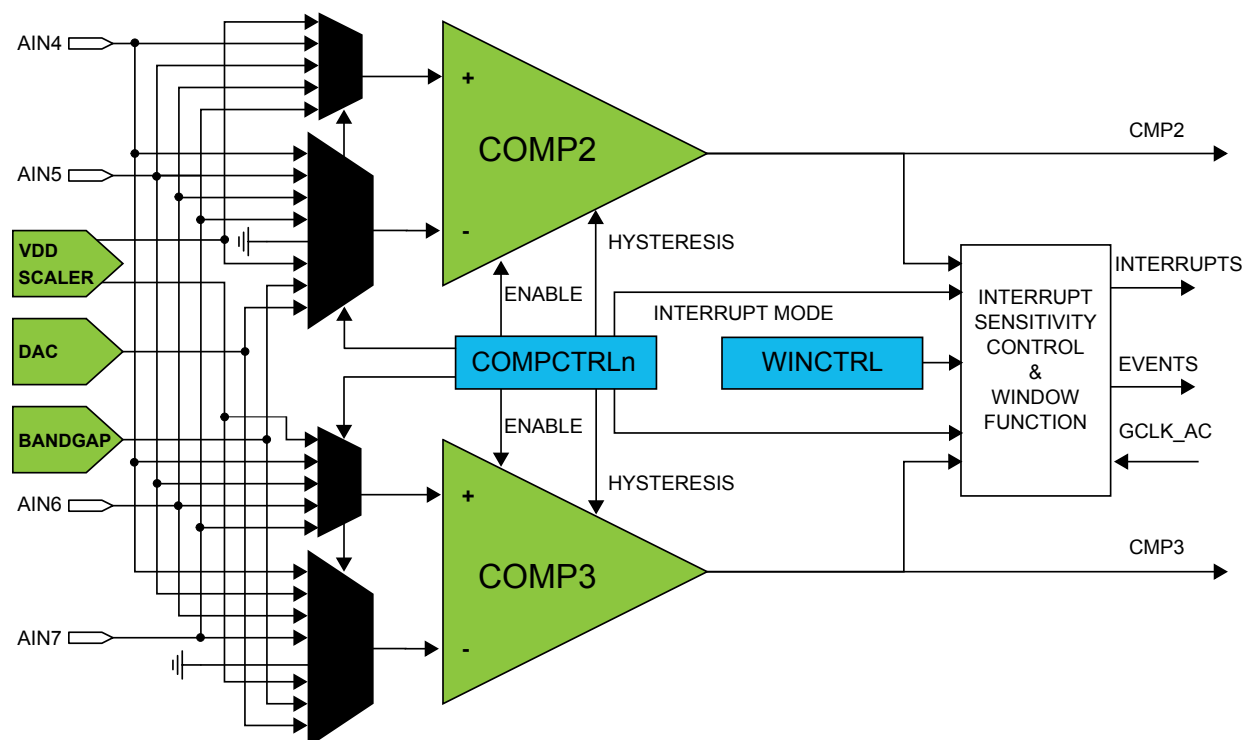 AIN4
+
COMP2
CMP2
AIN5
-
HYSTERESIS
VDD
SCALER
ENABLE
INTERRUPTS
INTERRUPT MODE
INTERRUPT
SENSITIVITY
CONTROL
&
WINDOW
FUNCTION
DAC
COMPCTRLn
WINCTRL
EVENTS
BANDGAP
ENABLE
GCLK_AC
HYSTERESIS
AIN6
+
COMP3
CMP3
AIN7
-